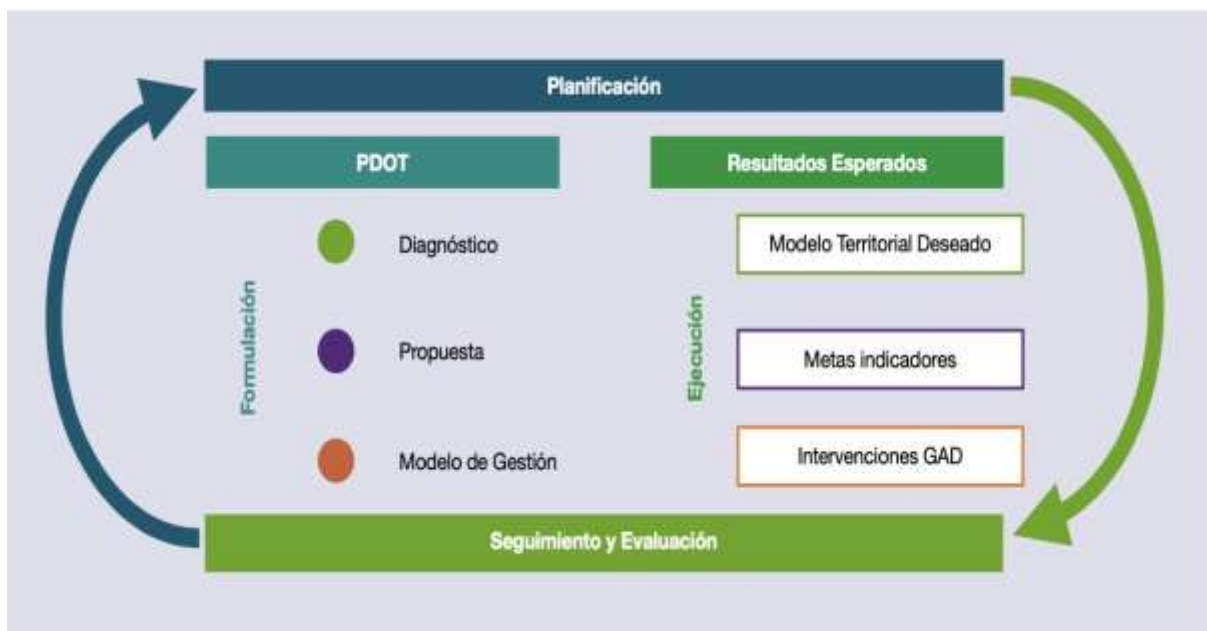 Planificación
PDOT
Resultados Esperados
Formulación
Diagnóstico
Propuesta
Modelo de Gestión
Ejecución
Modelo Territorial Deseado
Metas indicadores
Intervenciones GAD
Seguimiento y Evaluación